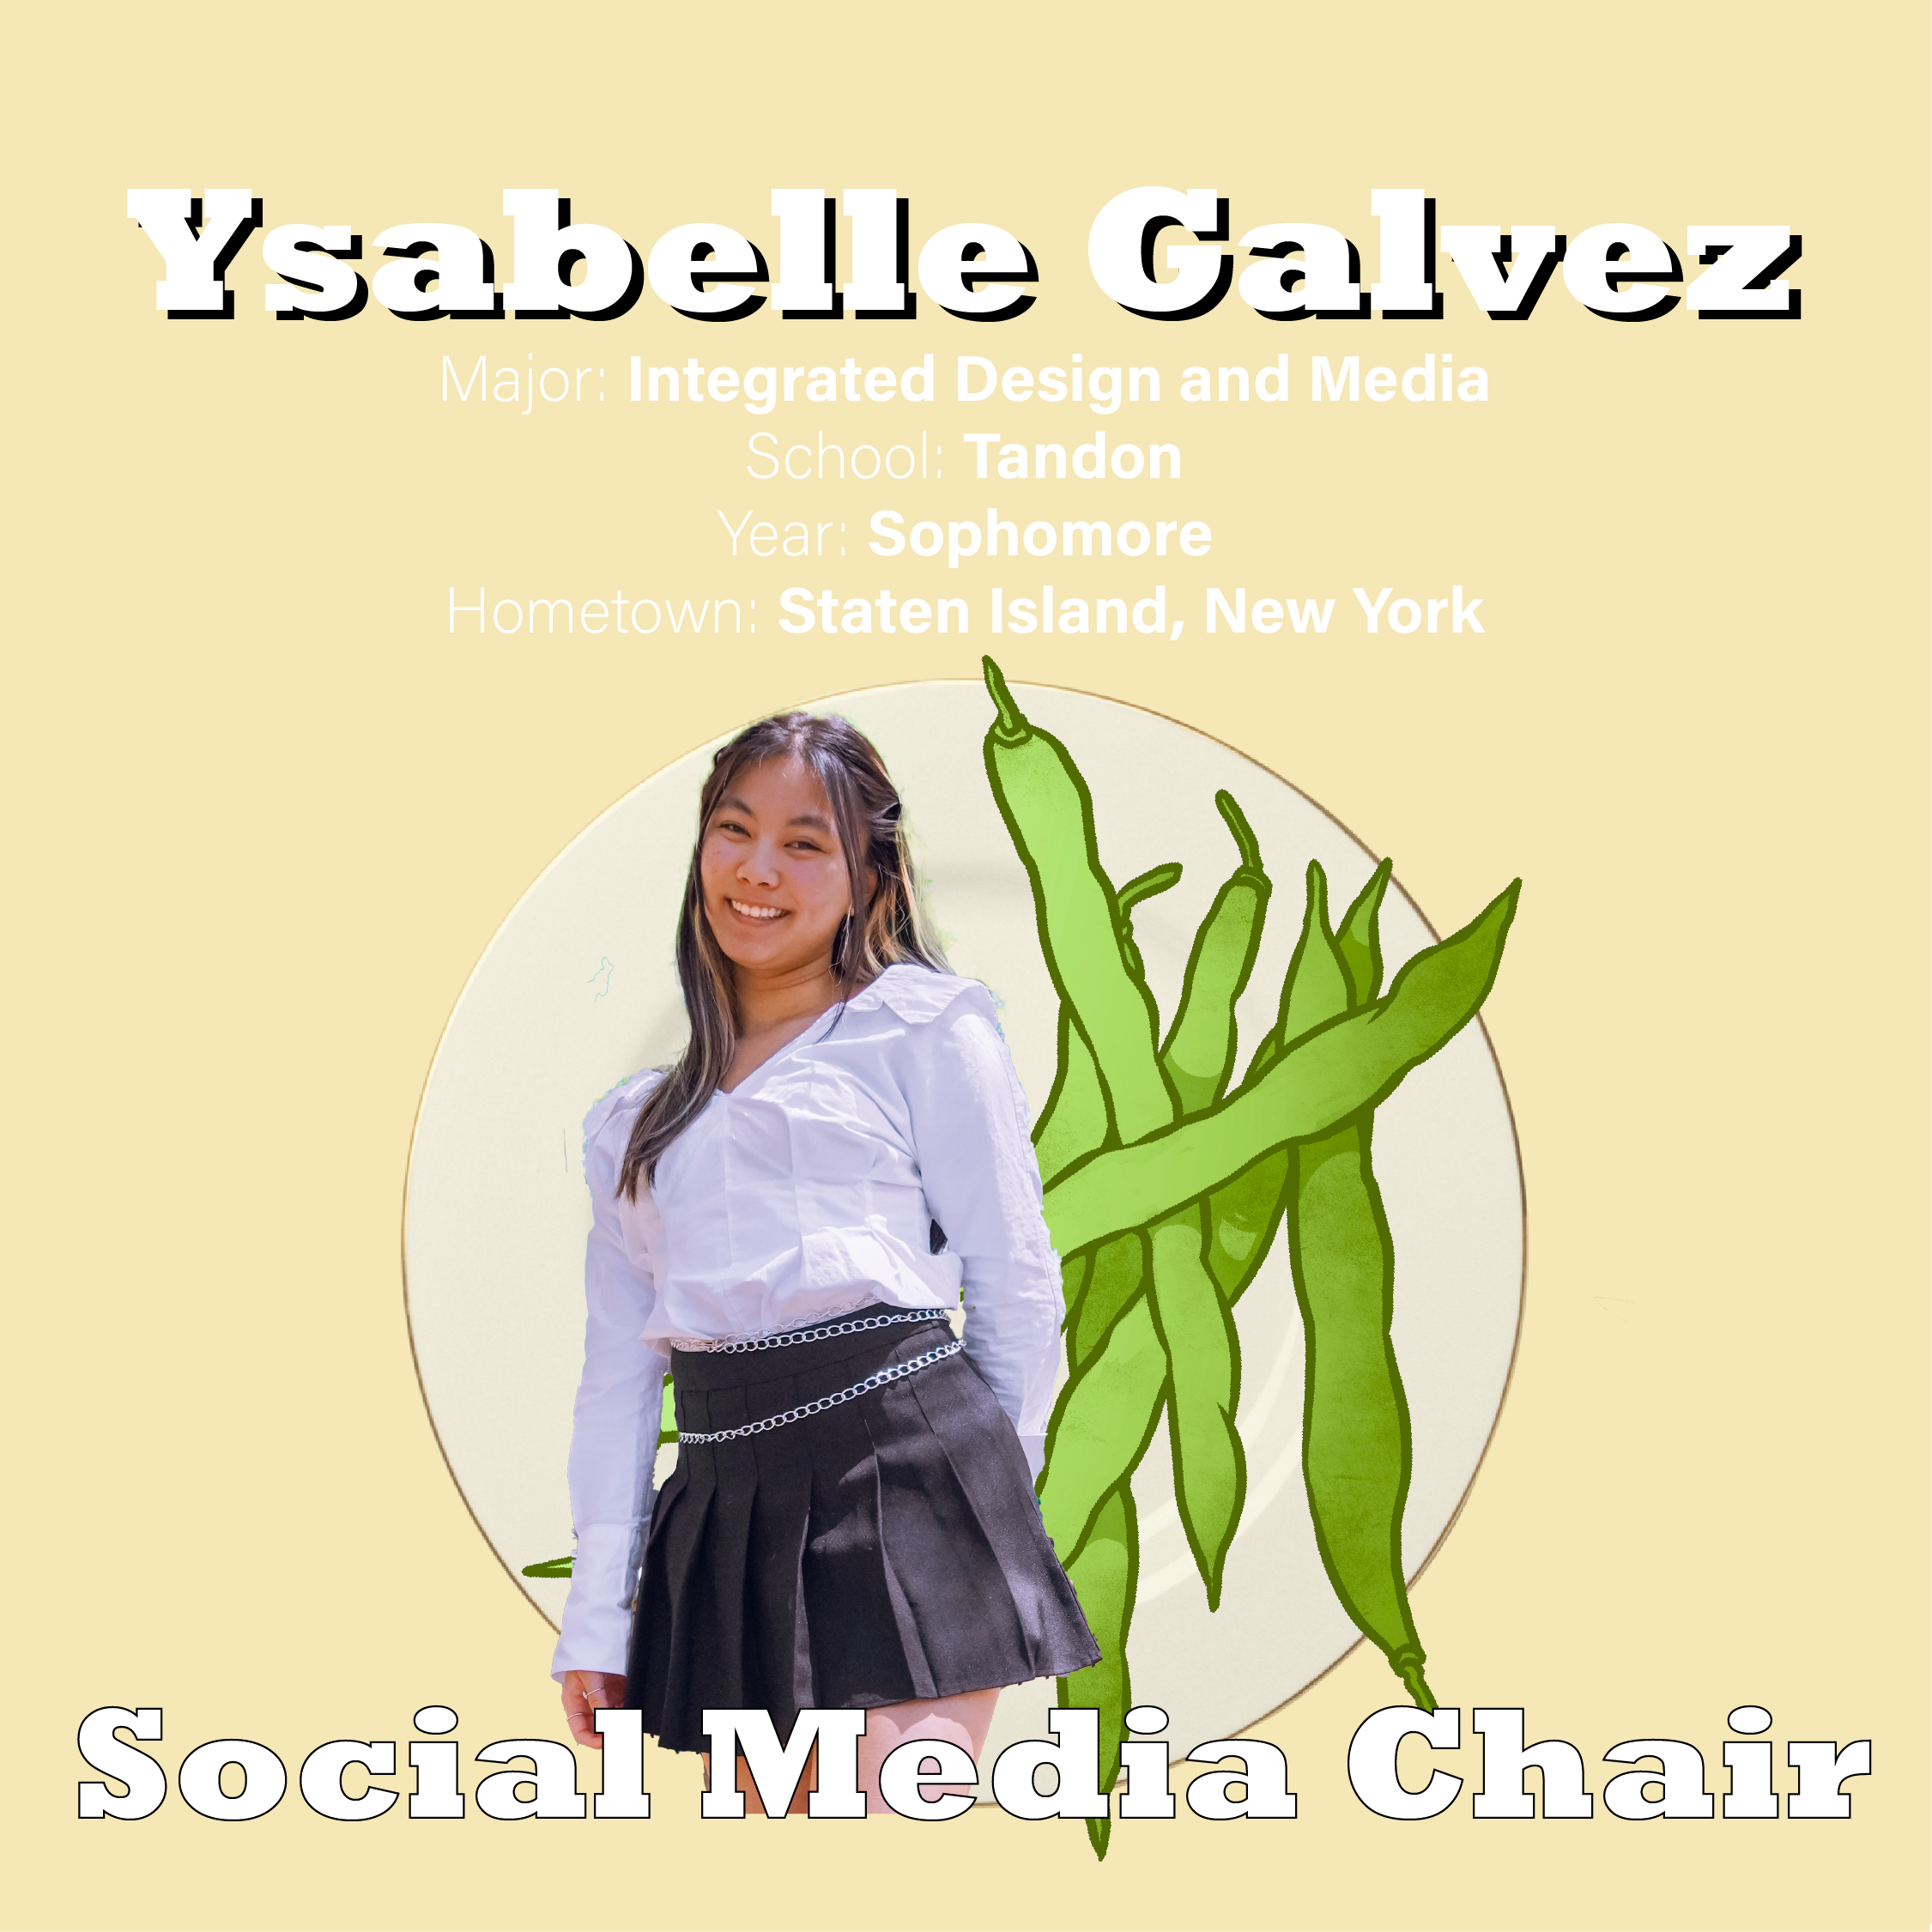 Ysabelle Galvez
Major: Integrated Design and Media
School: Tandon
Year: Sophomore
Hometown: Staten Island, New York
Social Media Chair